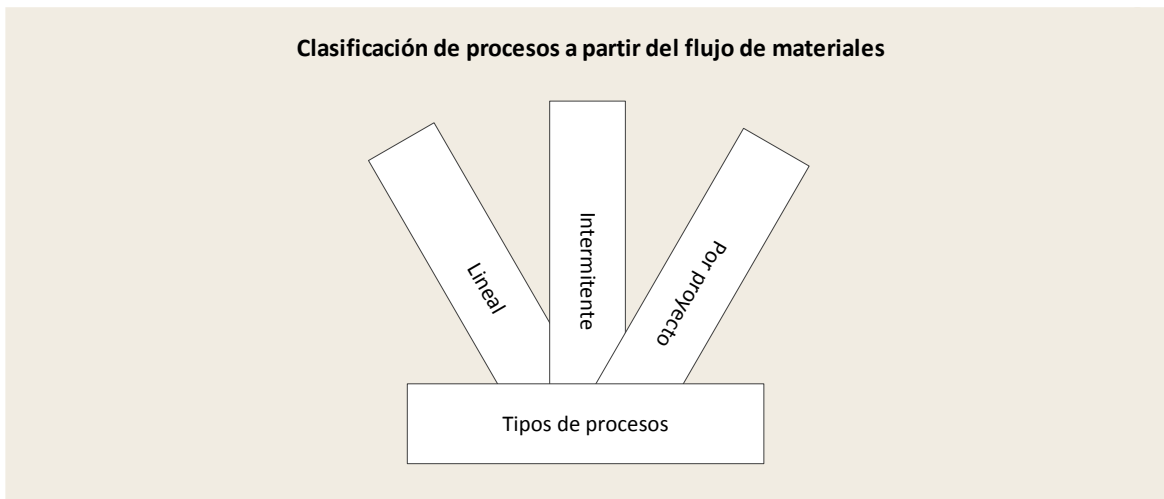 Clasificación de procesos a partir del flujo de materiales
Lineal
Intermitente
Por proyecto
Tipos de procesos